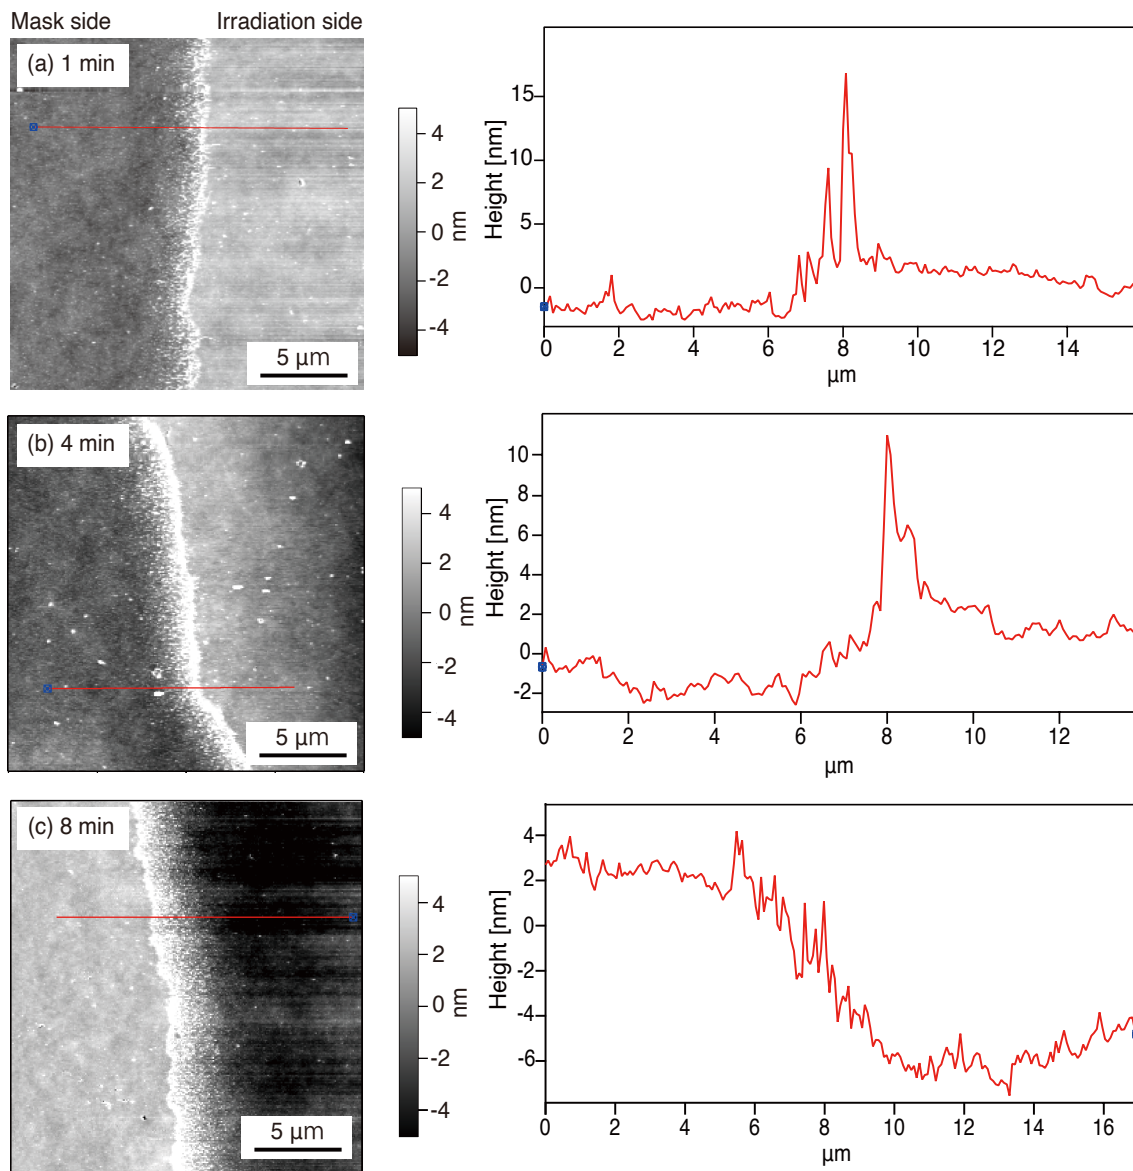 Mask side
Irradiation side
(a) 1 min
5 µm
4
2
0
-2
-4
nm
Height [nm]
15
10
5
0
0 2 4 6 8 10 12 14
µm
(b) 4 min
5 µm
4
2
0
-2
-4
nm
Height [nm]
10
8
6
4
2
0
-2
0 2 4 6 8 10 12
µm
(c) 8 min
5 µm
4
2
0
-2
-4
nm
Height [nm]
4
2
0
-2
-4
-6
0 2 4 6 8 10 12 14 16
µm